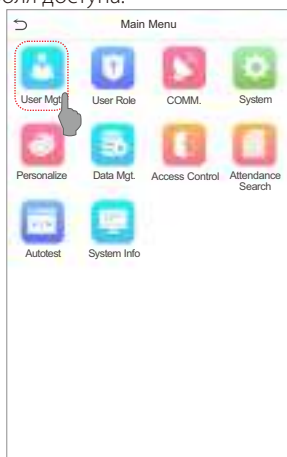 доступа.
Main Menu
User Mgt.
User Role
COMM.
System
Personalize
Data Mgt.
Access Control
Attendance
Search
Autotest
System Info